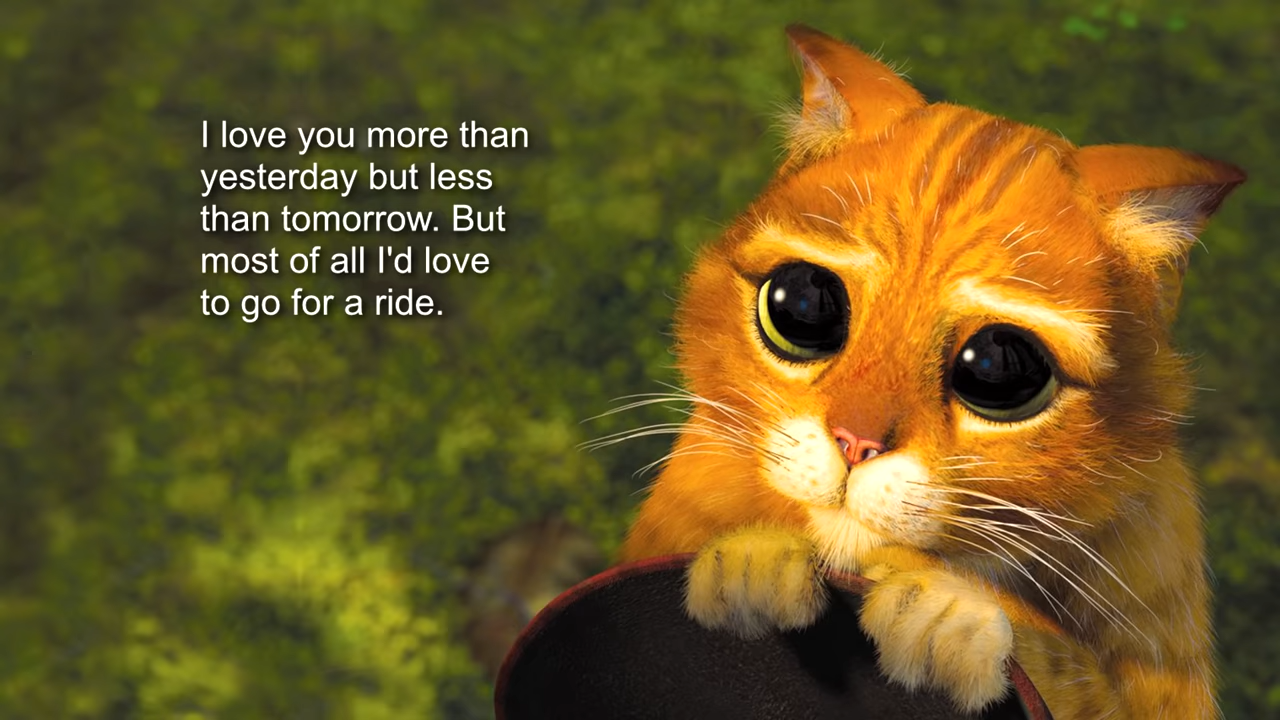 I love you more than
yesterday but less
than tomorrow. But
most of all I'd love
to go for a ride.